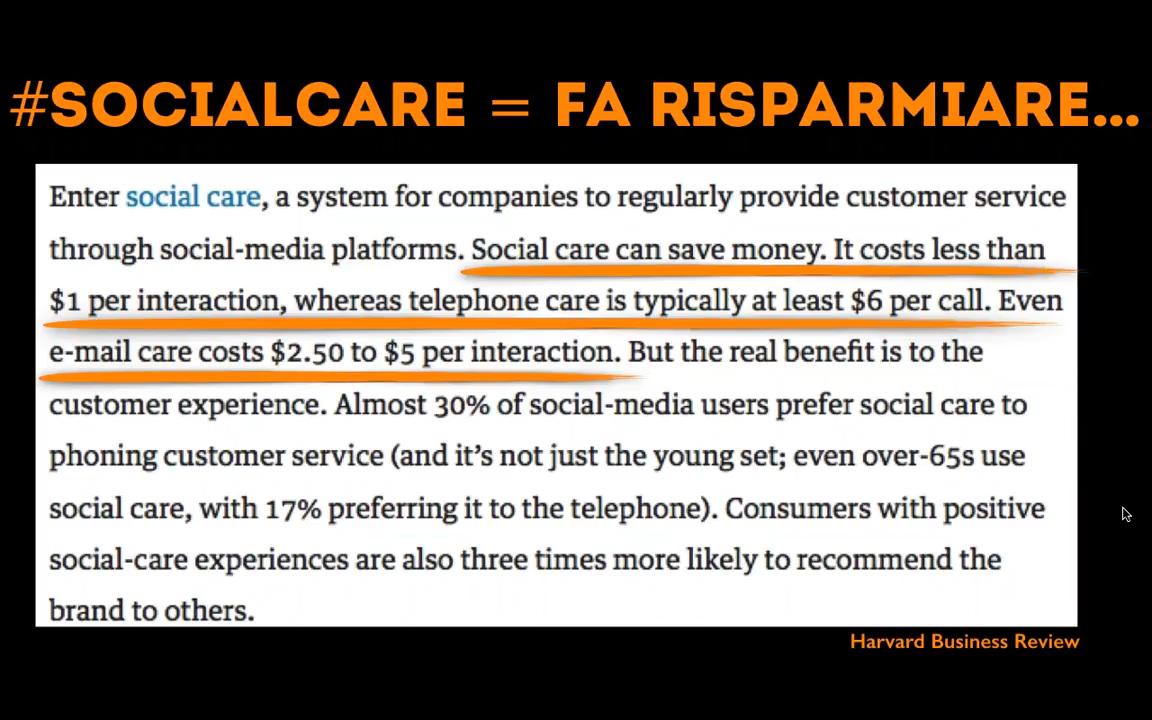 #SOCIALCARE = FA RISPARMIARE...
Enter social care, a system for companies to regularly provide customer service
through social-media platforms. Social care can save money. It costs less than
$1 per interaction, whereas telephone care is typically at least $6 per call. Even
e-mail care costs $2.50 to $5 per interaction. But the real benefit is to the
customer experience. Almost 30% of social-media users prefer social care to
phoning customer service (and it’s not just the young set; even over-65s use
social care, with 17% preferring it to the telephone). Consumers with positive
social-care experiences are also three times more likely to recommend the
brand to others.
Harvard Business Review